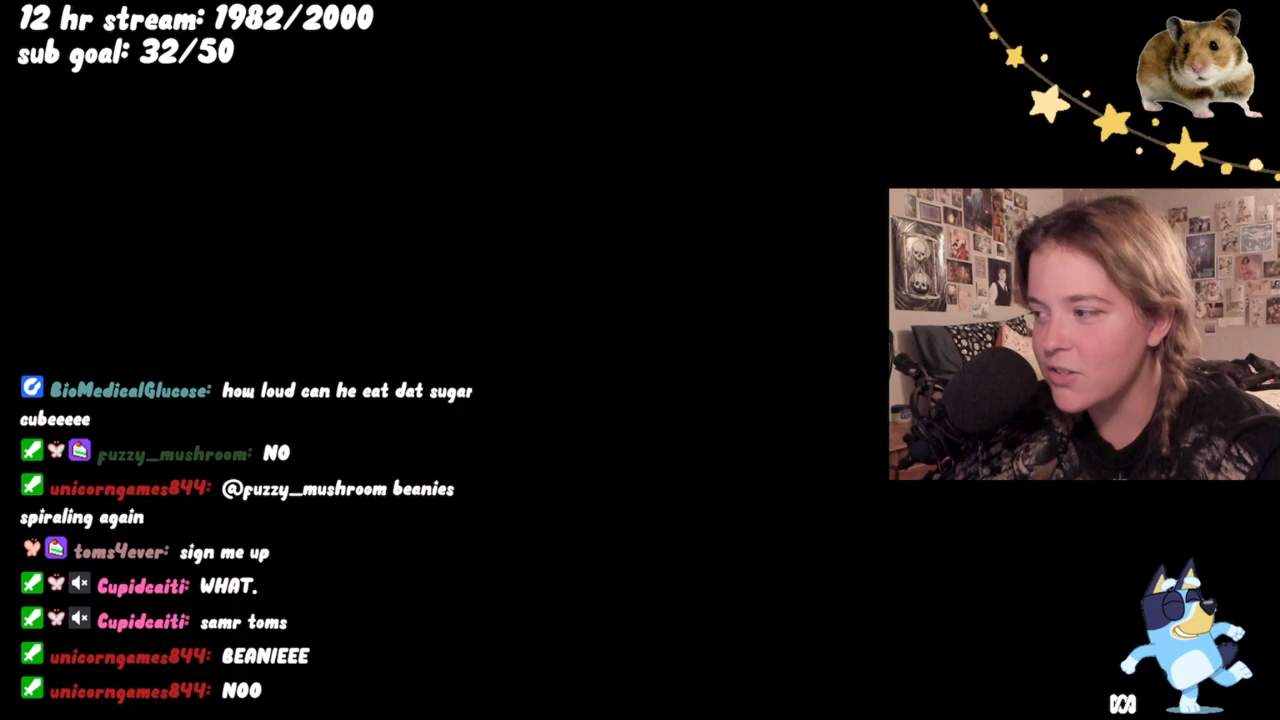 12 hr stream: 1982/2000
sub goal: 32/50
BioMedicalGlucose: how loud can he eat dat sugar
cubeeeee
fuzzy_mushroom: NO
unicorngames844: @fuzzy_mushroom beanies
spiraling again
toms4ever: sign me up
Cupidcaiti: WHAT.
Cupidcaiti: samr toms
unicorngames844: BEANIEEE
unicorngames844: NOO